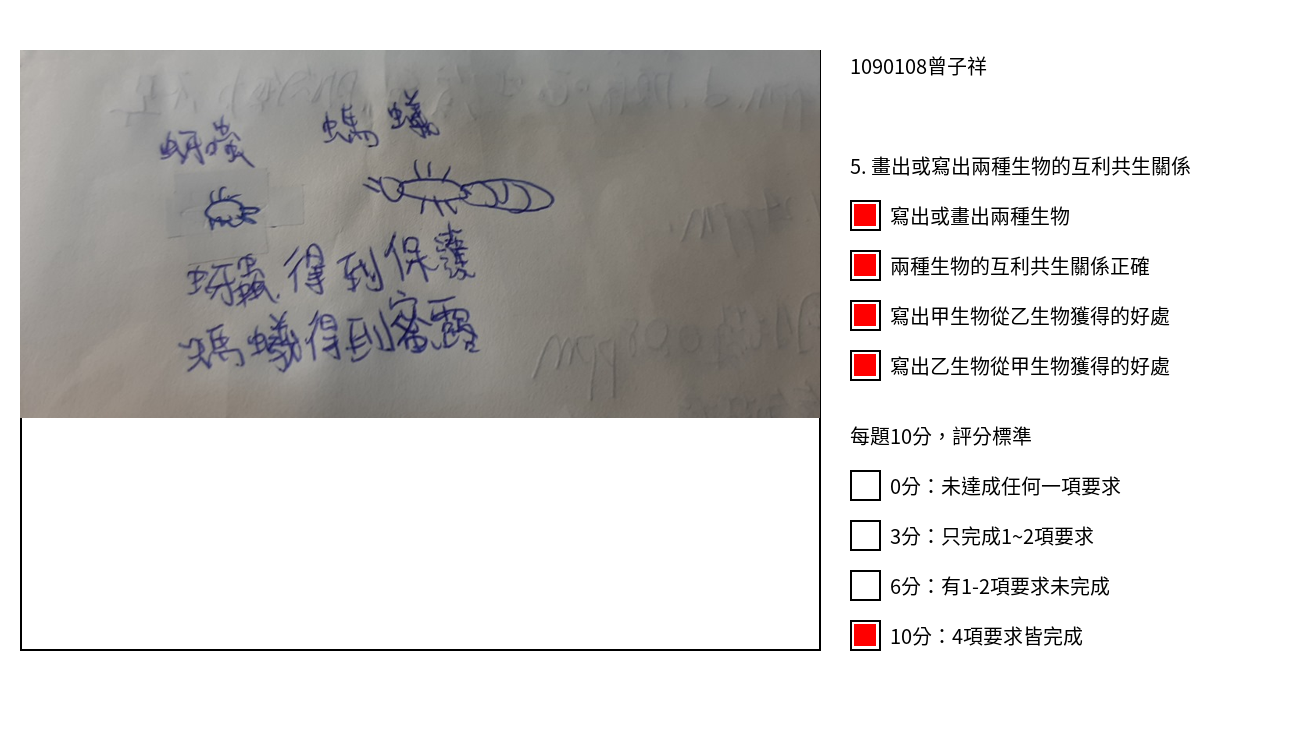 蚜蟲 螞蟻
蚜蟲得到保護
螞蟻得到蜜露
1090108曾子祥
5. 畫出或寫出兩種生物的互利共生關係
寫出或畫出兩種生物
兩種生物的互利共生關係正確
寫出甲生物從乙生物獲得的好處
寫出乙生物從甲生物獲得的好處
每題10分，評分標準
0分：未達成任何一項要求
3分：只完成1~2項要求
6分：有1-2項要求未完成
10分：4項要求皆完成